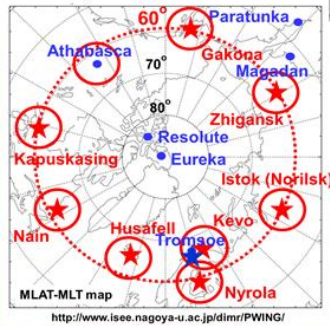 60°
Paratunka
Athabasca
Gakona
70°
Magadan
80°
Zhigansk
Resolute
Kapuskasing
Eureka
Istok (Norilsk)
Kevo
Husafell
Tromsoe
Nain
MLAT-MLT map
Nyrola
http://www.isee.nagoya-u.ac.jp/dimr/PWING/